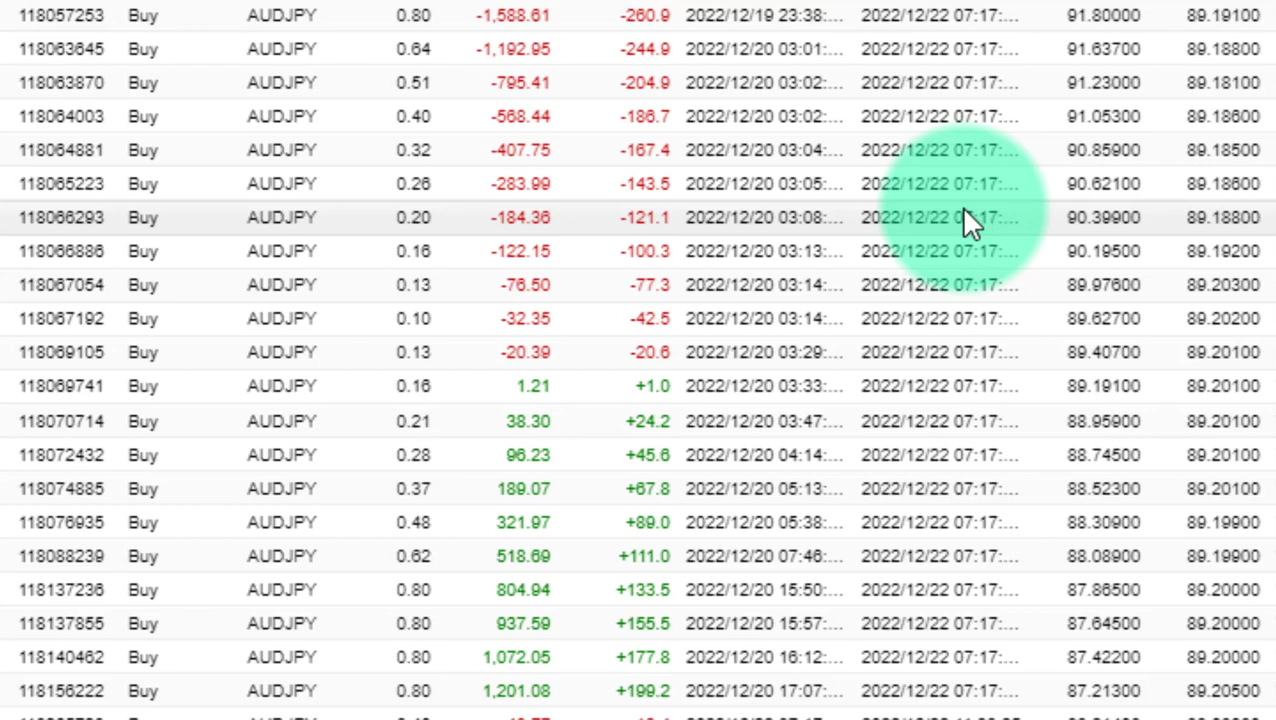 118057253 Buy AUDJPY 0.80 -1,588.61 -260.9 2022/12/19 23:38:... 2022/12/22 07:17:... 91.80000 89.19100
118063645 Buy AUDJPY 0.64 -1,192.95 -244.9 2022/12/20 03:01:... 2022/12/22 07:17:... 91.63700 89.18800
118063870 Buy AUDJPY 0.51 -795.41 -204.9 2022/12/20 03:02:... 2022/12/22 07:17:... 91.23000 89.18100
118064003 Buy AUDJPY 0.40 -568.44 -186.7 2022/12/20 03:02:... 2022/12/22 07:17:... 91.05300 89.18600
118064881 Buy AUDJPY 0.32 -407.75 -167.4 2022/12/20 03:04:... 2022/12/22 07:17:... 90.85900 89.18500
118065223 Buy AUDJPY 0.26 -283.99 -143.5 2022/12/20 03:05:... 2022/12/22 07:17:... 90.62100 89.18600
118066293 Buy AUDJPY 0.20 -184.36 -121.1 2022/12/20 03:08:... 2022/12/22 90.39900 89.18800
118066886 Buy AUDJPY 0.16 -122.15 -100.3 2022/12/20 03:13:... 2022/12/22 07:17:... 90.19500 89.19200
118067054 Buy AUDJPY 0.13 -76.50 -77.3 2022/12/20 03:14:... 2022/12/22 07:17:... 89.97600 89.20300
118067192 Buy AUDJPY 0.10 -32.35 -42.5 2022/12/20 03:14:... 2022/12/22 07:17:... 89.62700 89.20200
118069105 Buy AUDJPY 0.13 -20.39 -20.6 2022/12/20 03:29:... 2022/12/22 07:17:... 89.40700 89.20100
118069741 Buy AUDJPY 0.16 1.21 +1.0 2022/12/20 03:33:... 2022/12/22 07:17:... 89.19100 89.20100
118070714 Buy AUDJPY 0.21 38.30 +24.2 2022/12/20 03:47:... 2022/12/22 07:17:... 88.95900 89.20100
118072432 Buy AUDJPY 0.28 96.23 +45.6 2022/12/20 04:14:... 2022/12/22 07:17:... 88.74500 89.20100
118074885 Buy AUDJPY 0.37 189.07 +67.8 2022/12/20 05:13:... 2022/12/22 07:17:... 88.52300 89.20100
118076935 Buy AUDJPY 0.48 321.97 +89.0 2022/12/20 05:38:... 2022/12/22 07:17:... 88.30900 89.19900
118088239 Buy AUDJPY 0.62 518.69 +111.0 2022/12/20 07:46:... 2022/12/22 07:17:... 88.08900 89.19900
118137236 Buy AUDJPY 0.80 804.94 +133.5 2022/12/20 15:50:... 2022/12/22 07:17:... 87.86500 89.20000
118137855 Buy AUDJPY 0.80 937.59 +155.5 2022/12/20 15:57:... 2022/12/22 07:17:... 87.64500 89.20000
118140462 Buy AUDJPY 0.80 1,072.05 +177.8 2022/12/20 16:12:... 2022/12/22 07:17:... 87.42200 89.20000
118156222 Buy AUDJPY 0.80 1,201.08 +199.2 2022/12/20 17:07:... 2022/12/22 07:17:... 87.21300 89.20500